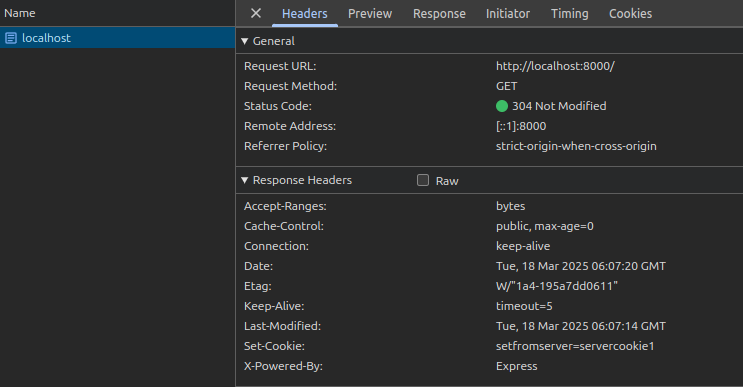 Name
Headers Preview Response Initiator Timing Cookies
localhost
General
Request URL: http://localhost:8000/
Request Method: GET
Status Code: 304 Not Modified
Remote Address: [::1]:8000
Referrer Policy: strict-origin-when-cross-origin
Response Headers Raw
Accept-Ranges: bytes
Cache-Control: public, max-age=0
Connection: keep-alive
Date: Tue, 18 Mar 2025 06:07:20 GMT
Etag: W/"1a4-195a7dd0611"
Keep-Alive: timeout=5
Last-Modified: Tue, 18 Mar 2025 06:07:14 GMT
Set-Cookie: setfromserver=servercookie1
X-Powered-By: Express